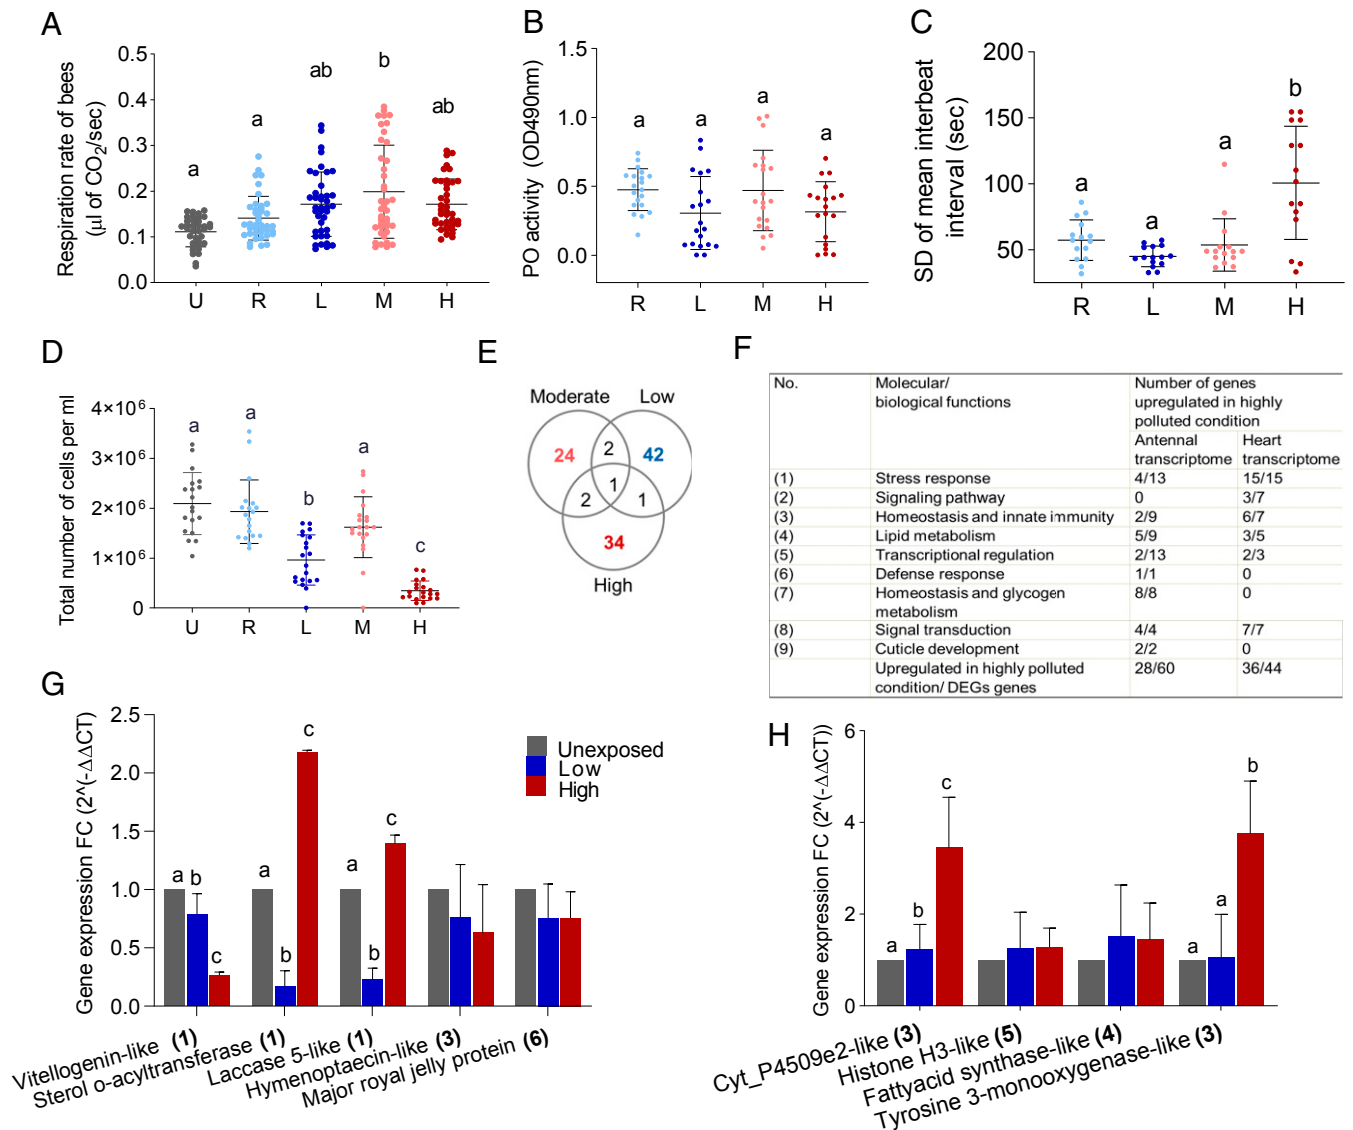 A
Respiration rate of bees
(µl of CO2/sec)
0.5
0.4
0.3
0.2
0.1
0.0
a
a
ab
b
ab
U R L M H
B
PO activity (OD490nm)
1.5
1.0
0.5
0.0
a
a
a
a
R L M H
C
SD of mean interbeat
interval (sec)
200
150
100
50
a
a
a
b
R L M H
D
Total number of cells per ml
4×10⁶
3×10⁶
2×10⁶
1×10⁶
0
a
a
b
a
c
U R L M H
E
Moderate Low
24 2 42
1
2 1
34
High
F
No. Molecular/ Number of genes
biological functions upregulated in highly
polluted condition
Antennal Heart
transcriptome transcriptome
(1) Stress response 4/13 15/15
(2) Signaling pathway 0 3/7
(3) Homeostasis and innate immunity 2/9 6/7
(4) Lipid metabolism 5/9 3/5
(5) Transcriptional regulation 2/13 2/3
(6) Defense response 1/1 0
(7) Homeostasis and glycogen 8/8 0
metabolism
(8) Signal transduction 4/4 7/7
(9) Cuticle development 2/2 0
Upregulated in highly polluted 28/60 36/44
condition/ DEGs genes
G
Gene expression FC (2^(-ΔΔCT)
2.5
2.0
1.5
1.0
0.5
0.0
a b c
a b c
a b c
Unexposed
Low
High
Vitellogenin-like (1)
Sterol o-acyltransferase (1)
Laccase 5-like (1)
Hymenoptaecin-like (3)
Major royal jelly protein (6)
H
Gene expression FC (2^(-ΔΔCT))
6
4
2
0
a b c
a a b
Cyt_P4509e2-like (3)
Histone H3-like (5)
Fattyacid synthase-like (4)
Tyrosine 3-monooxygenase-like (3)